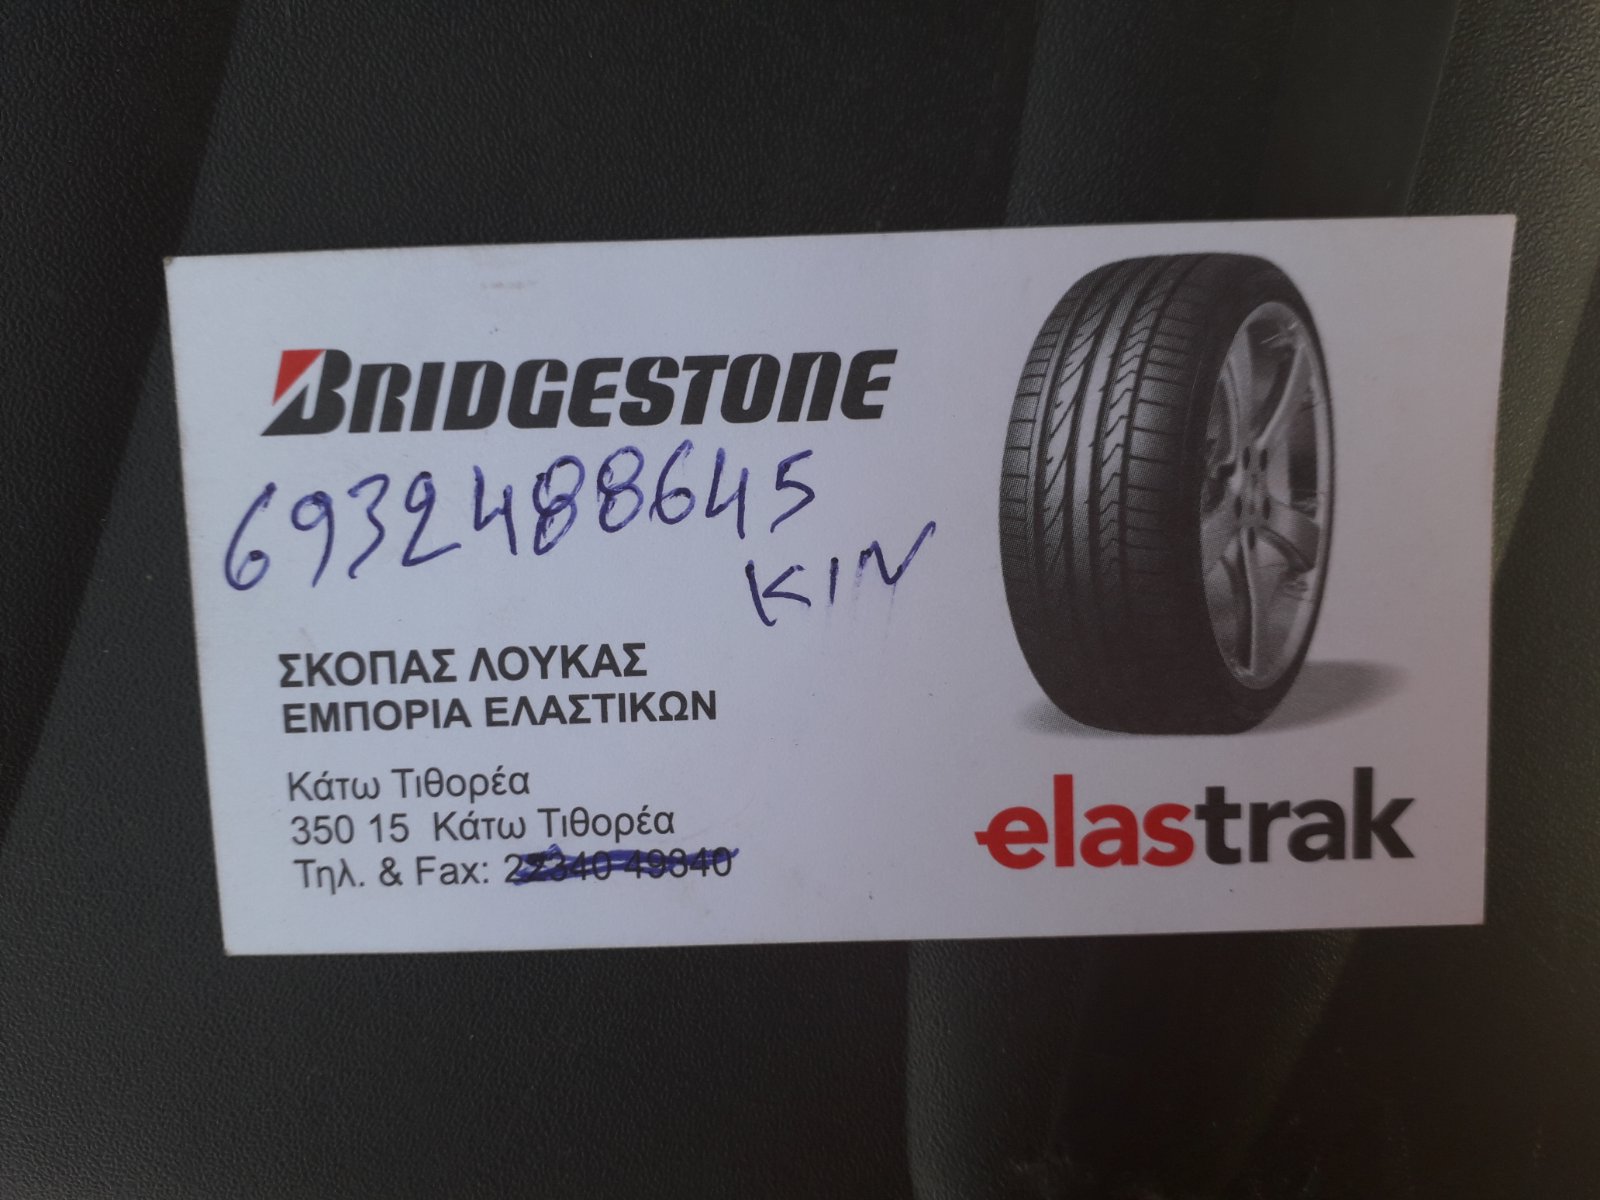 BRIDGESTONE
6932488645
ΚΙΝ
ΣΚΟΠΑΣ ΛΟΥΚΑΣ
ΕΜΠΟΡΙΑ ΕΛΑΣΤΙΚΩΝ
Κάτω Τιθορέα
350 15 Κάτω Τιθορέα
Τηλ. & Fax: 22340 49840
elastrak